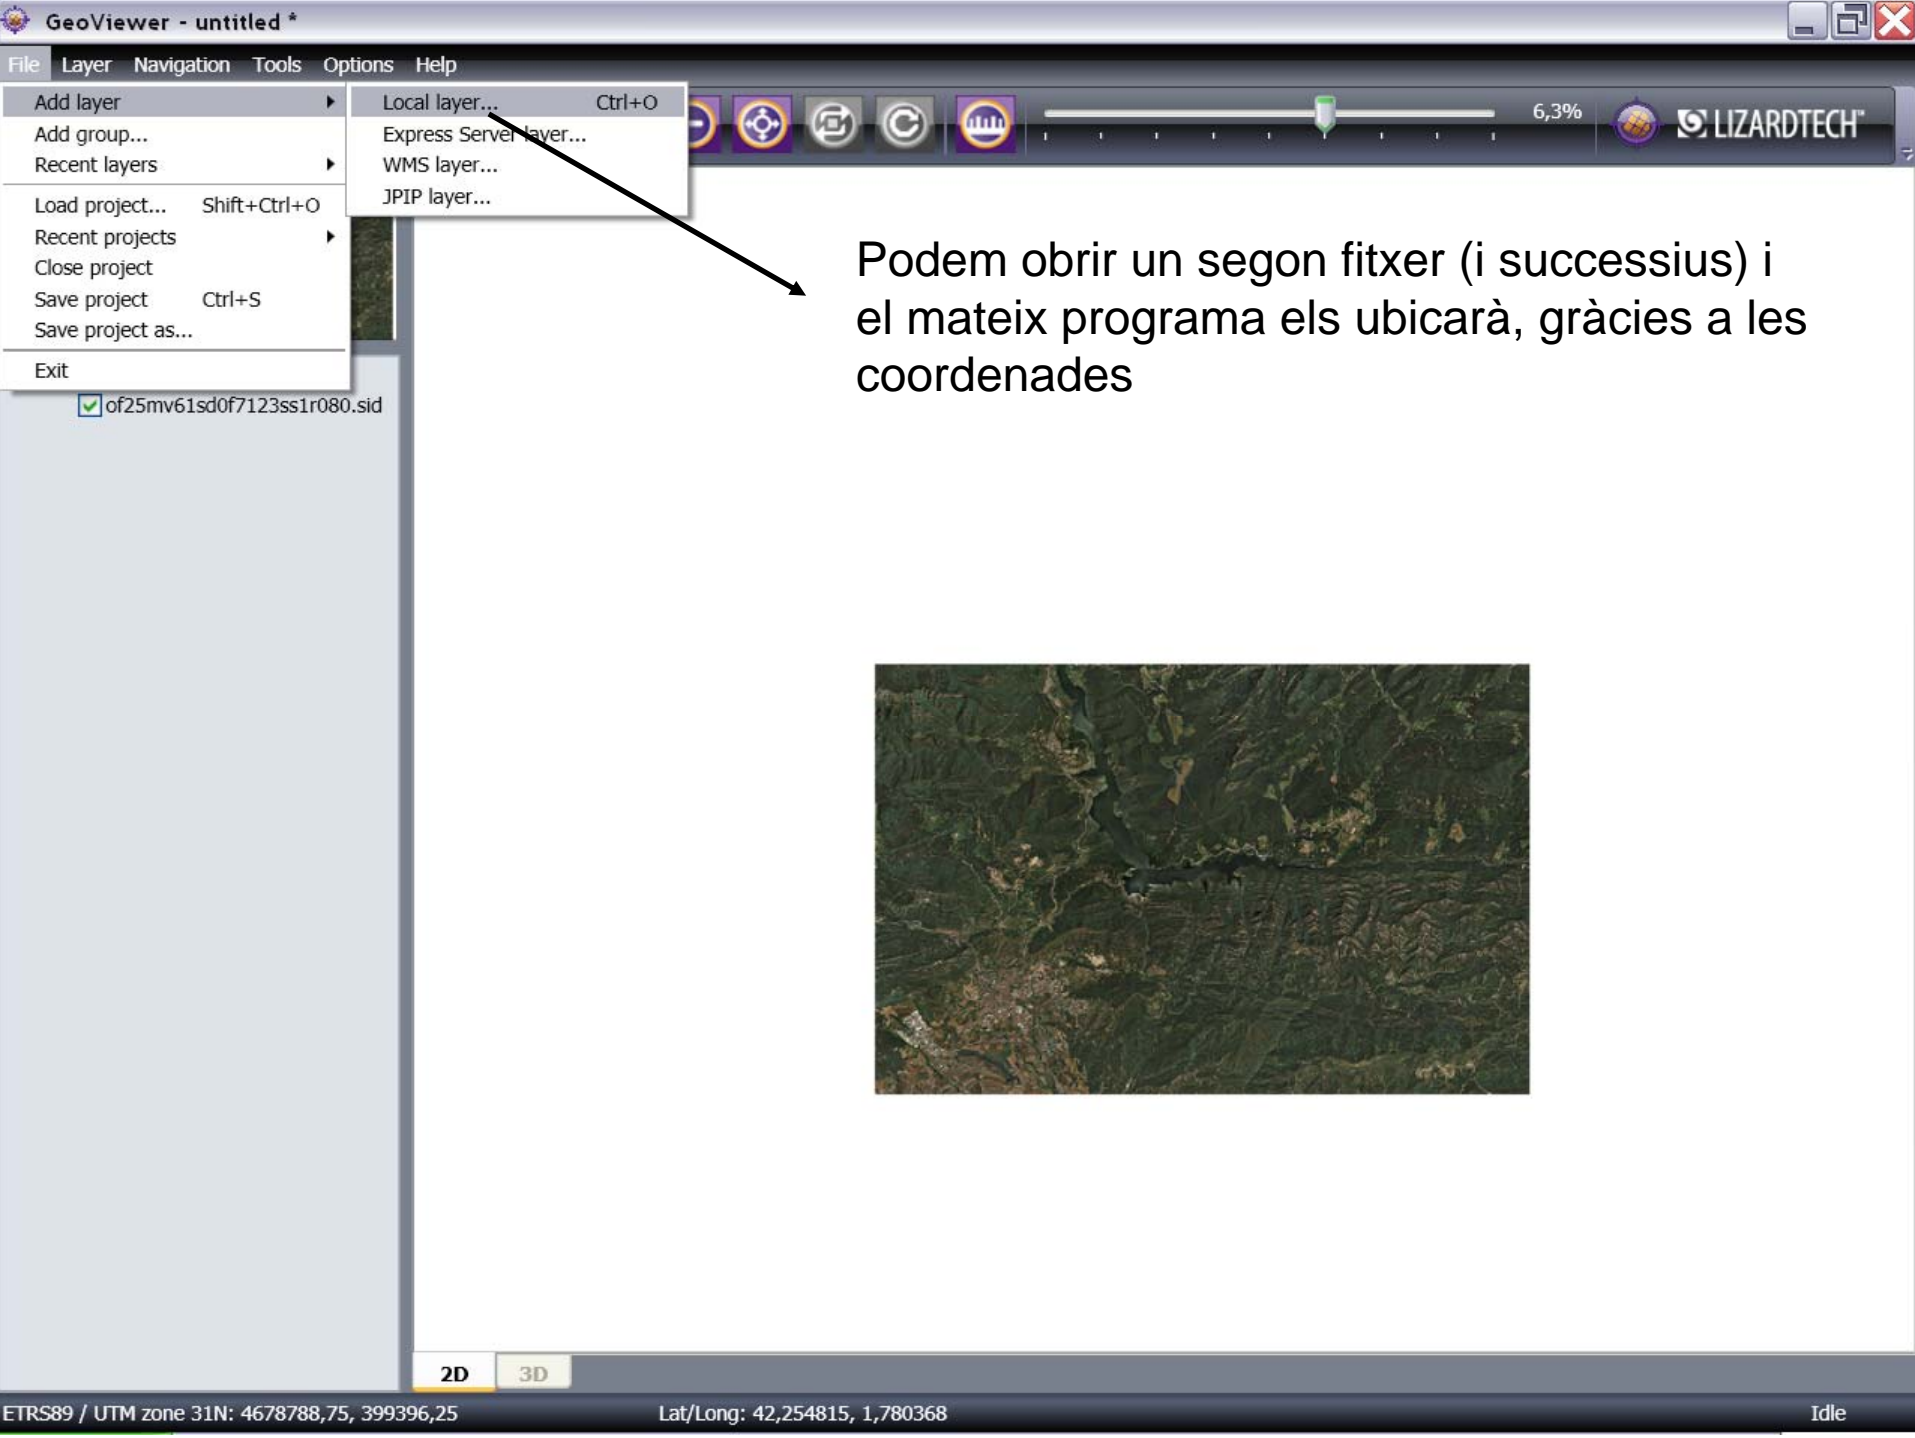 GeoViewer - untitled *
File Layer Navigation Tools Options Help
Add layer
Add group...
Recent layers
Load project... Shift+Ctrl+O
Recent projects
Close project
Save project Ctrl+S
Save project as...
Exit
Local layer... Ctrl+O
Express Server layer...
WMS layer...
JPIP layer...
6,3%
LIZARDTECH™
Podem obrir un segon fitxer (i successius) i
el mateix programa els ubicarà, gràcies a les
coordenades
of25mv61sd0f7123ss1r080.sid
2D 3D
ETRS89 / UTM zone 31N: 4678788,75, 399396,25
Lat/Long: 42,254815, 1,780368
Idle